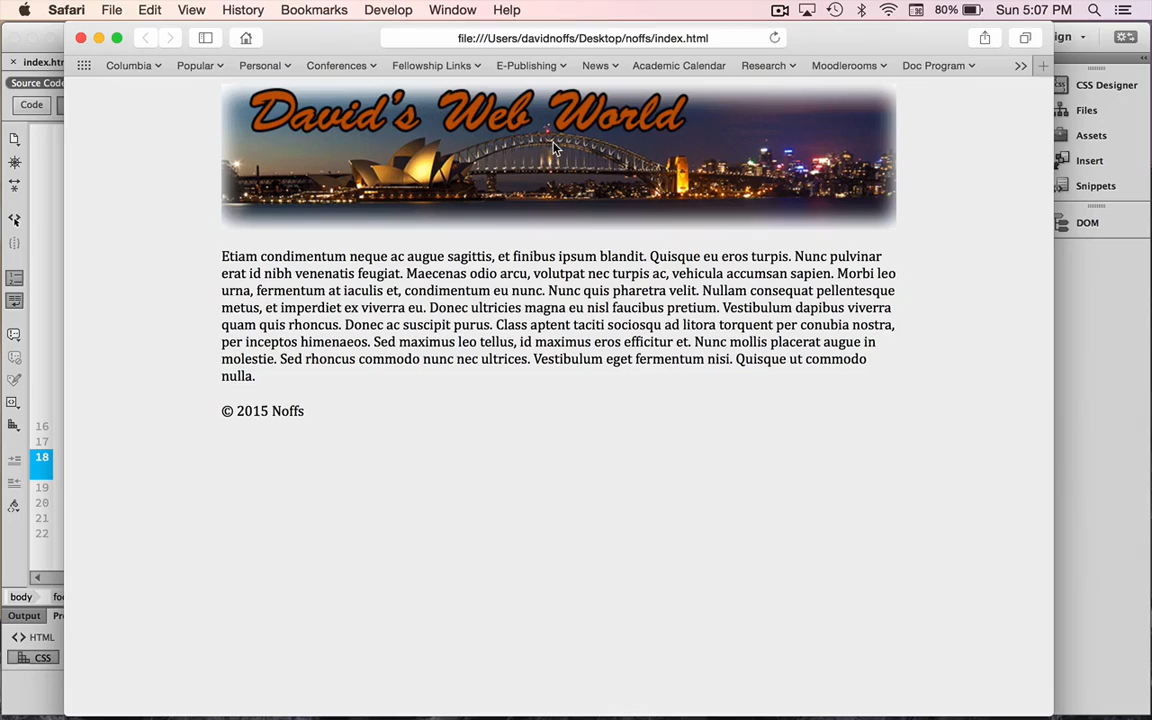 Safari File Edit View History Bookmarks Develop Window Help 80% Sun 5:07 PM
file:///Users/davidnoffs/Desktop/noffs/index.html
Columbia Popular Personal Conferences Fellowship Links E-Publishing News Academic Calendar Research Moodlerooms Doc Program >> +
× index.htm
Source Code
Code
CSS Designer
Files
Assets
Insert
Snippets
DOM
David's Web World
Etiam condimentum neque ac augue sagittis, et finibus ipsum blandit. Quisque eu eros turpis. Nunc pulvinar
erat id nibh venenatis feugiat. Maecenas odio arcu, volutpat nec turpis ac, vehicula accumsan sapien. Morbi leo
urna, fermentum at iaculis et, condimentum eu nunc. Nunc quis pharetra velit. Nullam consequat pellentesque
metus, et imperdiet ex viverra eu. Donec ultricies magna eu nisl faucibus pretium. Vestibulum dapibus viverra
quam quis rhoncus. Donec ac suscipit purus. Class aptent taciti sociosqu ad litora torquent per conubia nostra,
per inceptos himenaeos. Sed maximus leo tellus, id maximus eros efficitur et. Nunc mollis placerat augue in
molestie. Sed rhoncus commodo nunc nec ultrices. Vestibulum eget fermentum nisi. Quisque ut commodo
nulla.
© 2015 Noffs
16
17
18
19
20
21
22
body
Output
HTML
CSS